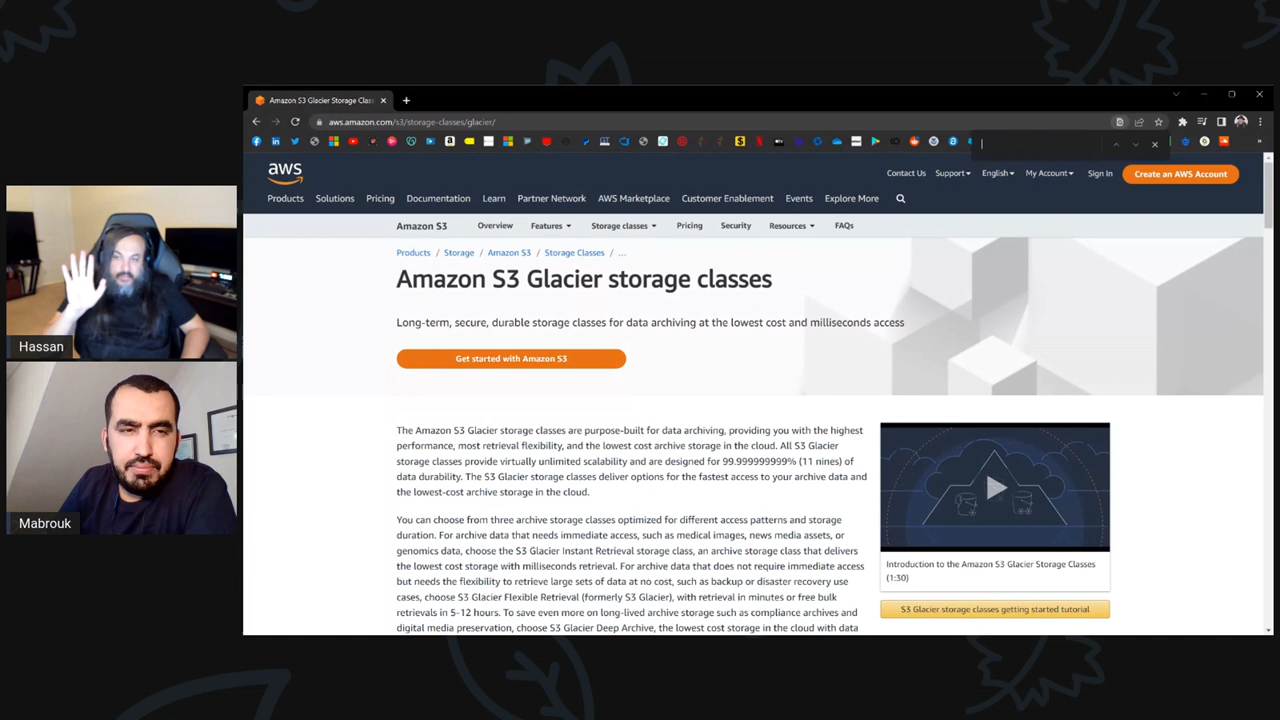 Amazon S3 Glacier Storage Clas
aws.amazon.com/s3/storage-classes/glacier/
aws
Contact Us Support English My Account Sign In Create an AWS Account
Products Solutions Pricing Documentation Learn Partner Network AWS Marketplace Customer Enablement Events Explore More
Amazon S3 Overview Features Storage classes Pricing Security Resources FAQs
Products / Storage / Amazon S3 / Storage Classes / ...
Amazon S3 Glacier storage classes
Long-term, secure, durable storage classes for data archiving at the lowest cost and milliseconds access
Get started with Amazon S3
The Amazon S3 Glacier storage classes are purpose-built for data archiving, providing you with the highest
performance, most retrieval flexibility, and the lowest cost archive storage in the cloud. All S3 Glacier
storage classes provide virtually unlimited scalability and are designed for 99.999999999% (11 nines) of
data durability. The S3 Glacier storage classes deliver options for the fastest access to your archive data and
the lowest-cost archive storage in the cloud.
You can choose from three archive storage classes optimized for different access patterns and storage
duration. For archive data that needs immediate access, such as medical images, news media assets, or
genomics data, choose the S3 Glacier Instant Retrieval storage class, an archive storage class that delivers
the lowest cost storage with milliseconds retrieval. For archive data that does not require immediate access
but needs the flexibility to retrieve large sets of data at no cost, such as backup or disaster recovery use
cases, choose S3 Glacier Flexible Retrieval (formerly S3 Glacier), with retrieval in minutes or free bulk
retrievals in 5-12 hours. To save even more on long-lived archive storage such as compliance archives and
digital media preservation, choose S3 Glacier Deep Archive, the lowest cost storage in the cloud with data
Introduction to the Amazon S3 Glacier Storage Classes
(1:30)
S3 Glacier storage classes getting started tutorial
Hassan
Mabrouk